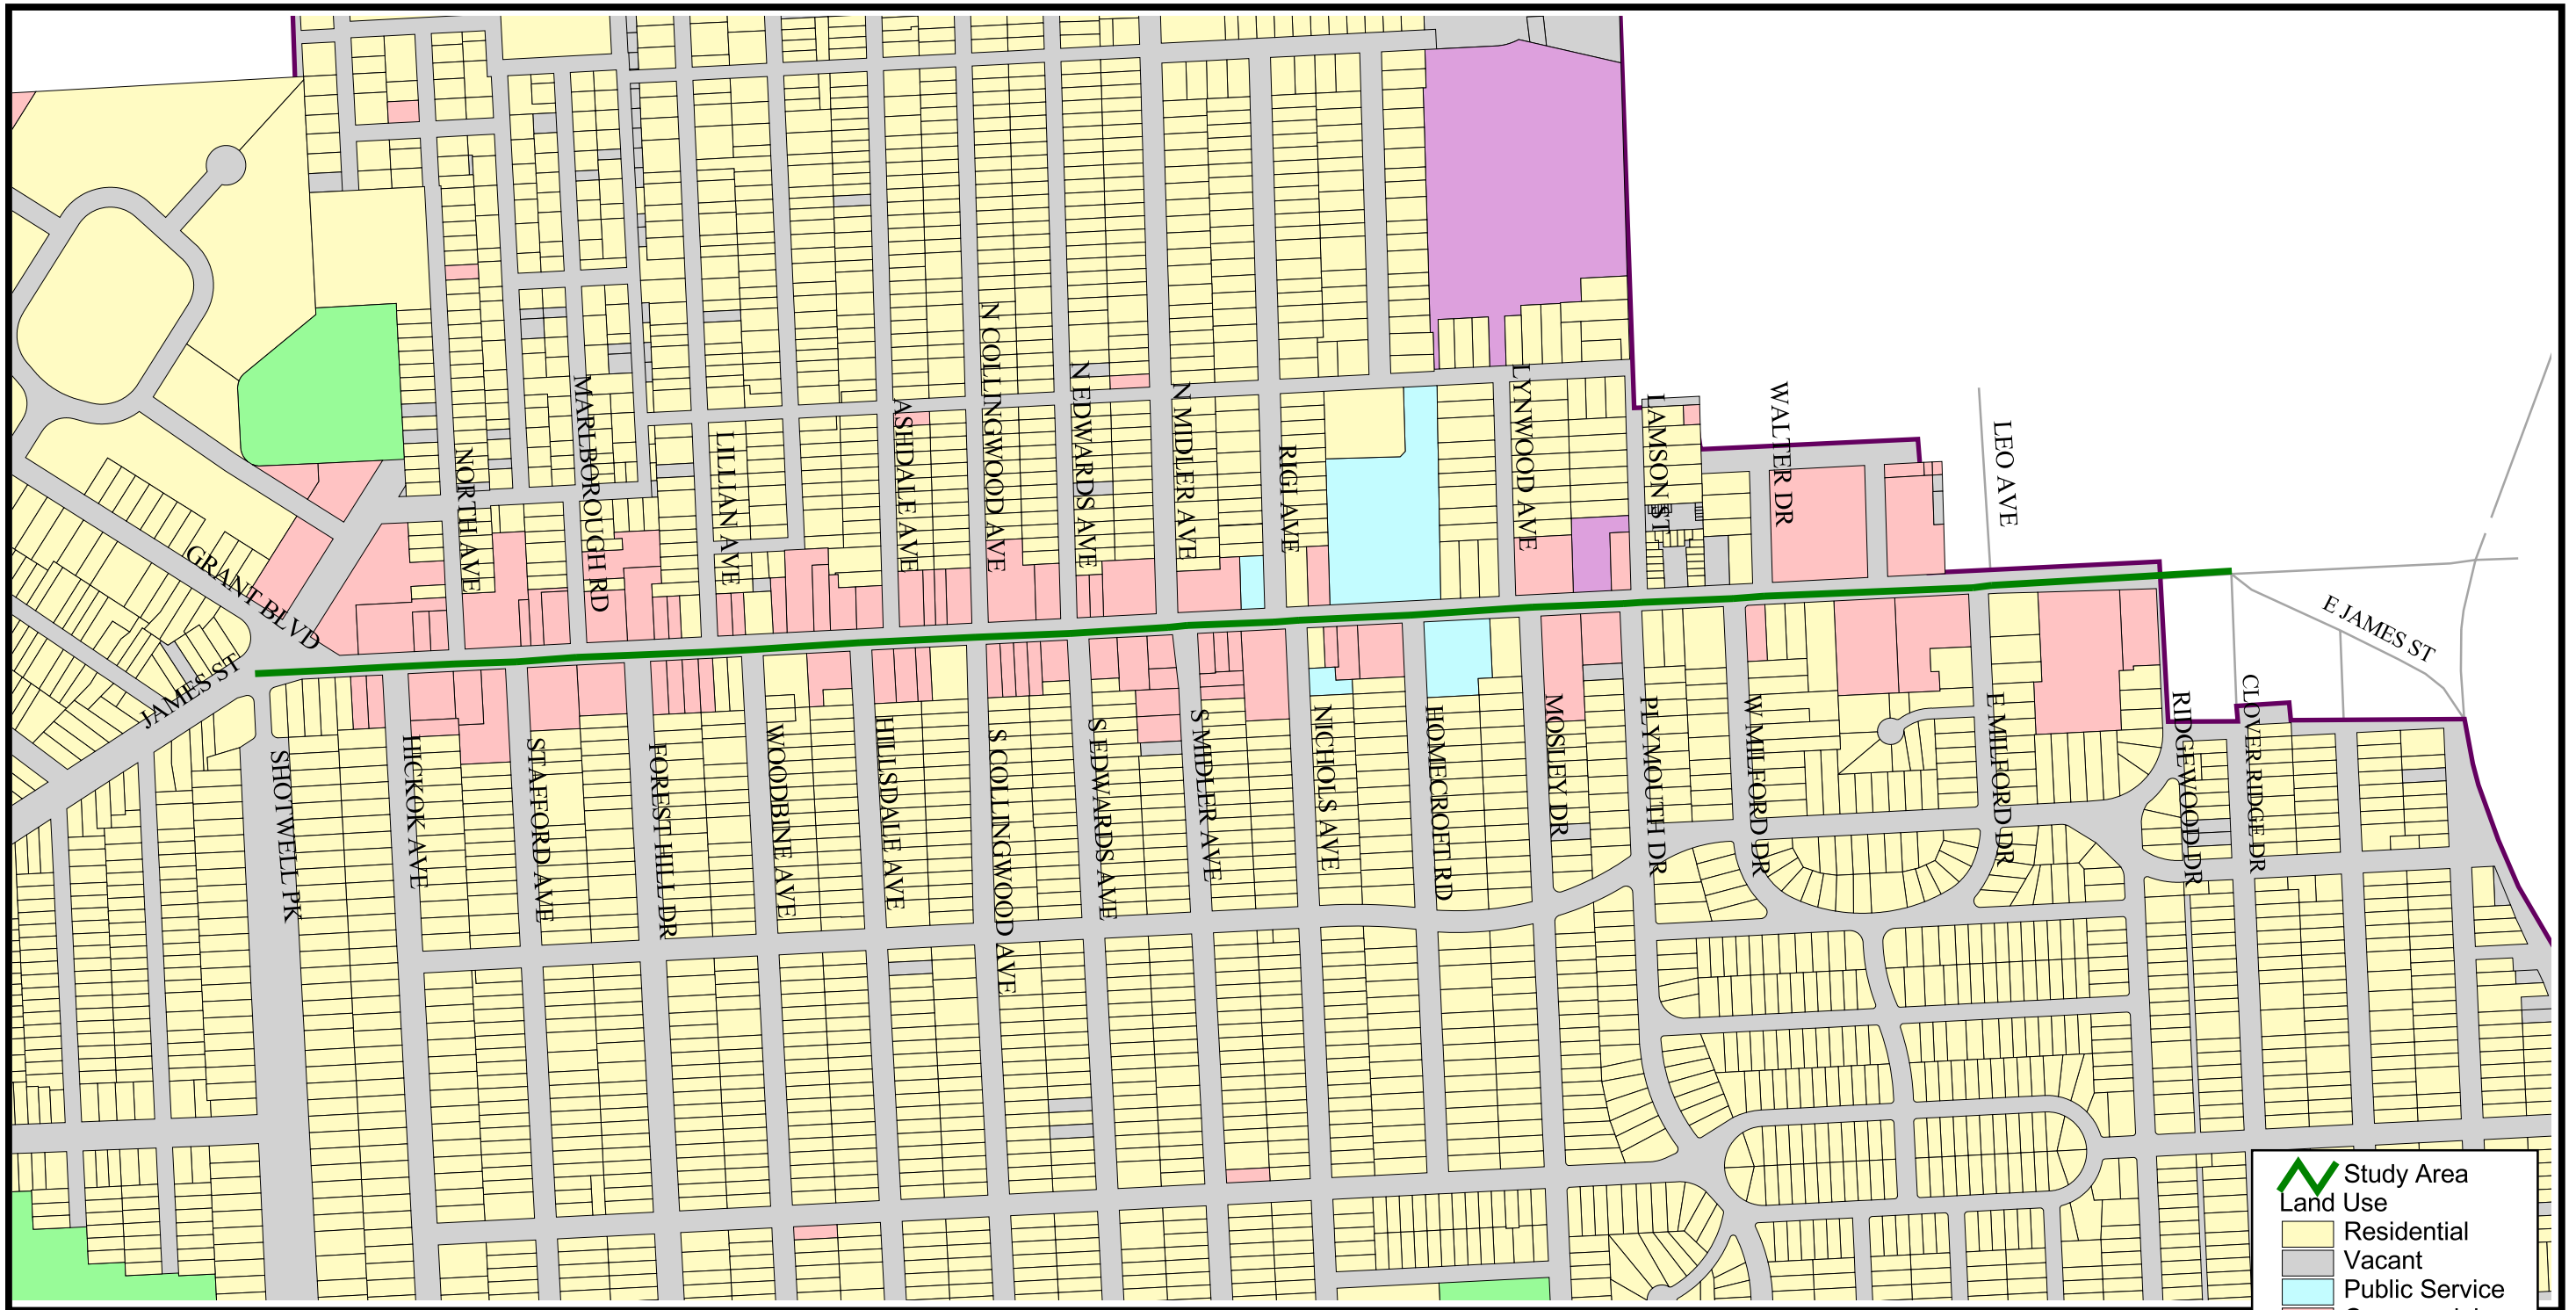 N COLLINGWOOD AVE
N EDWARDS AVE
LYNWOOD AVE
MARLBOROUGH RD
N MIDLER AVE
WALTER DR
LAMSON ST
ASHDALE AVE
LEO AVE
LILIAN AVE
NORTH AVE
RIGI AVE
GRANT BLVD
E JAMES ST
JAMES ST
CLOVER RIDGE DR
RIDGEWOOD DR
E MILFORD DR
W MILFORD DR
PLYMOUTH DR
MOSLEY DR
HOMECROFT RD
NICHOLS AVE
S MIDLER AVE
S EDWARDS AVE
S COLLINGWOOD AVE
HILLSDALE AVE
WOODBINE AVE
FOREST HILL DR
STAFFORD AVE
HICKOK AVE
SHOTWELL PK
Study Area
Land Use
Residential
Vacant
Public Service